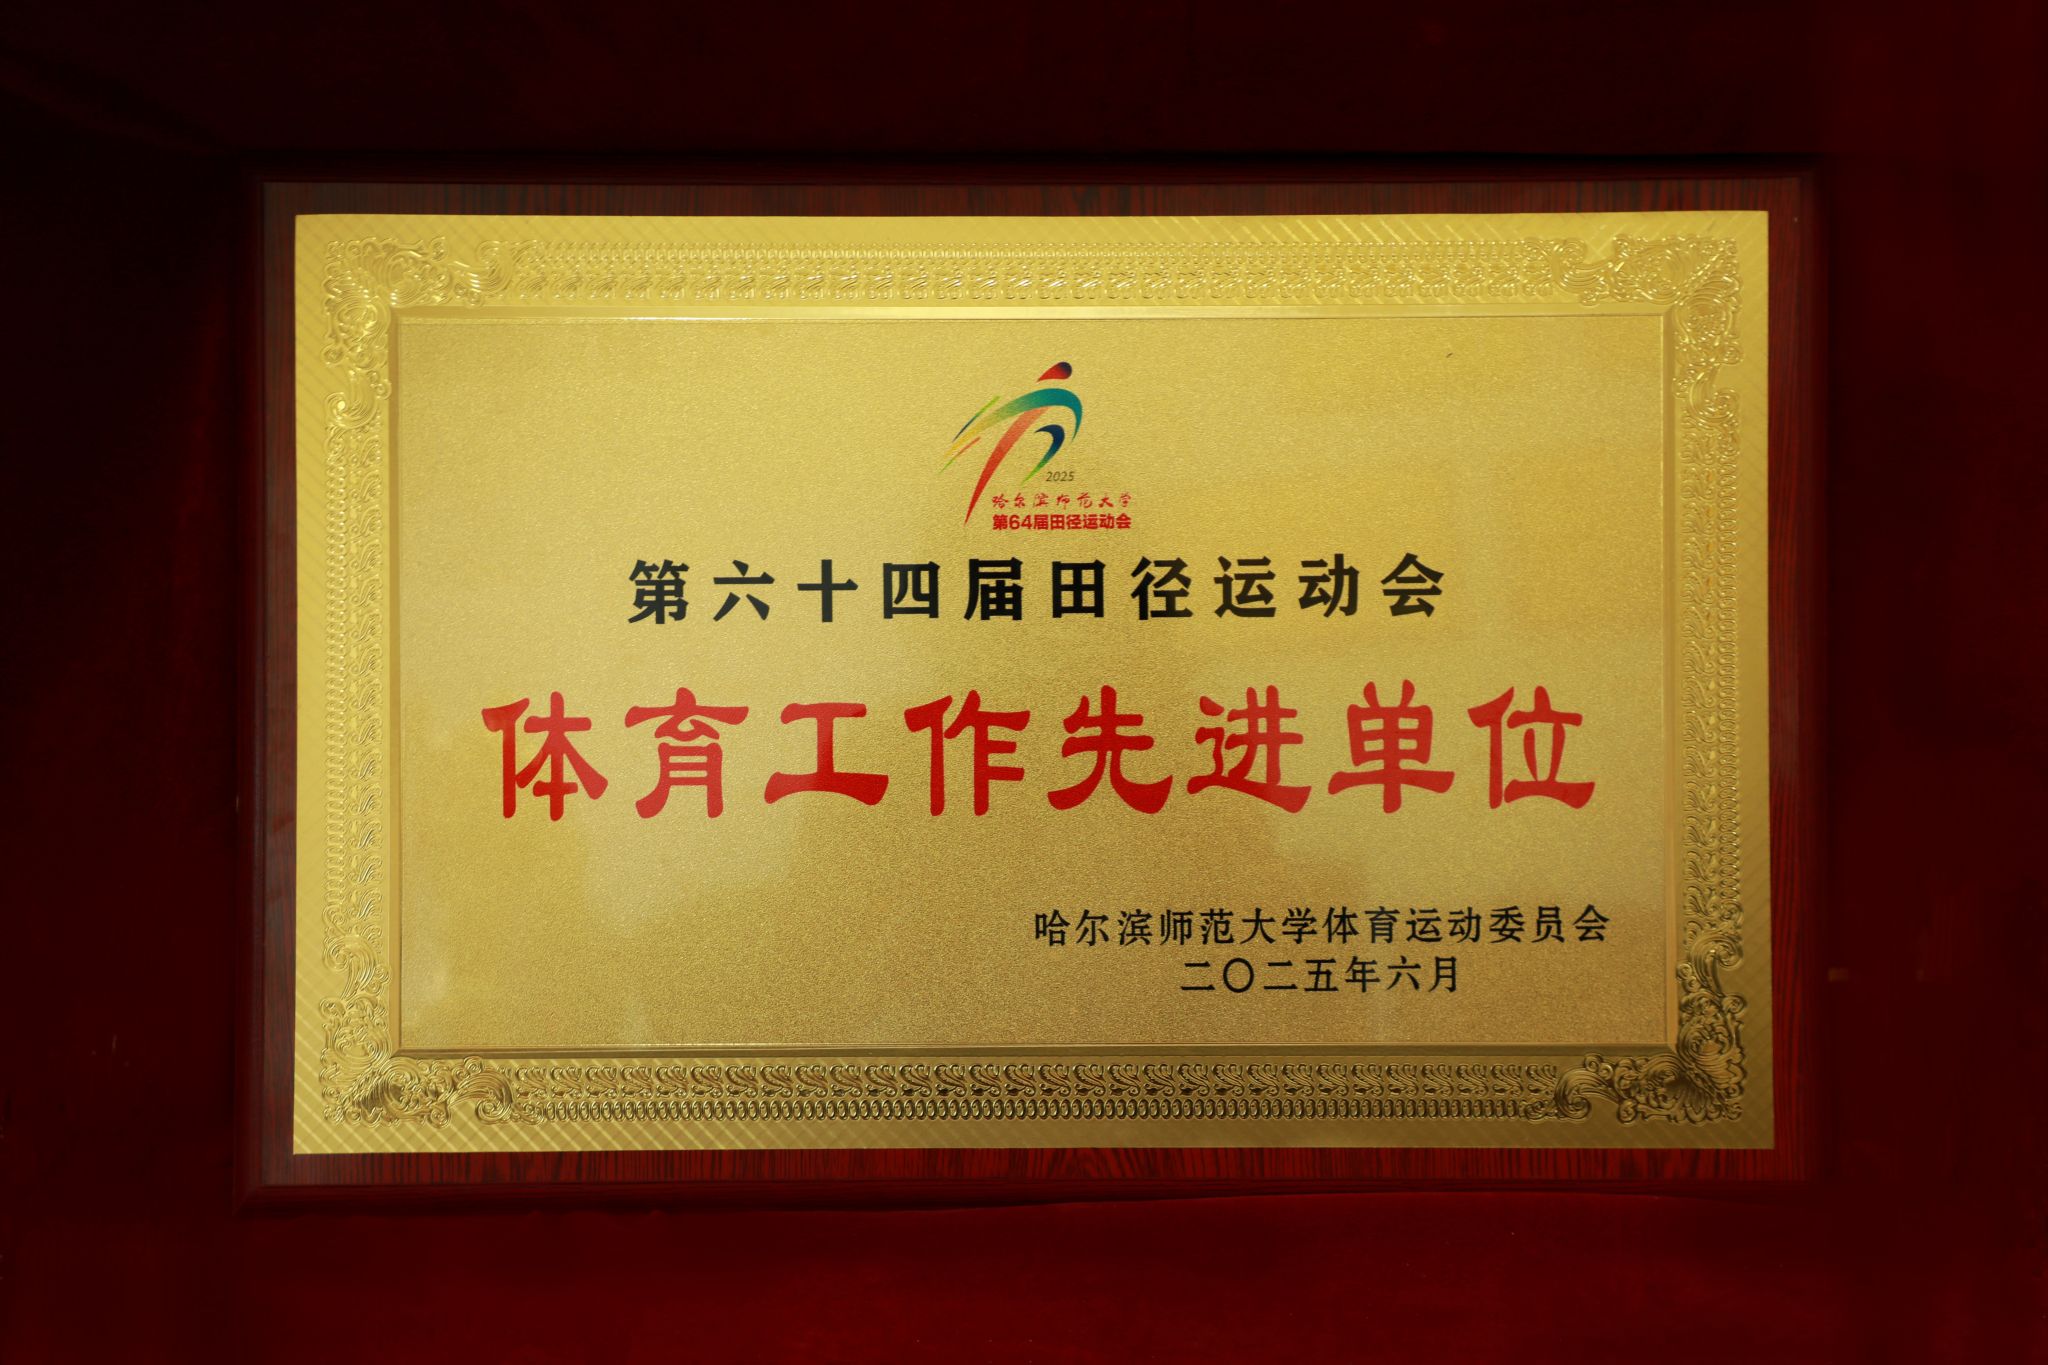 2025
哈尔滨师范大学
第64届田径运动会
第六十四届田径运动会
体育工作先进单位
哈尔滨师范大学体育运动委员会
二〇二五年六月